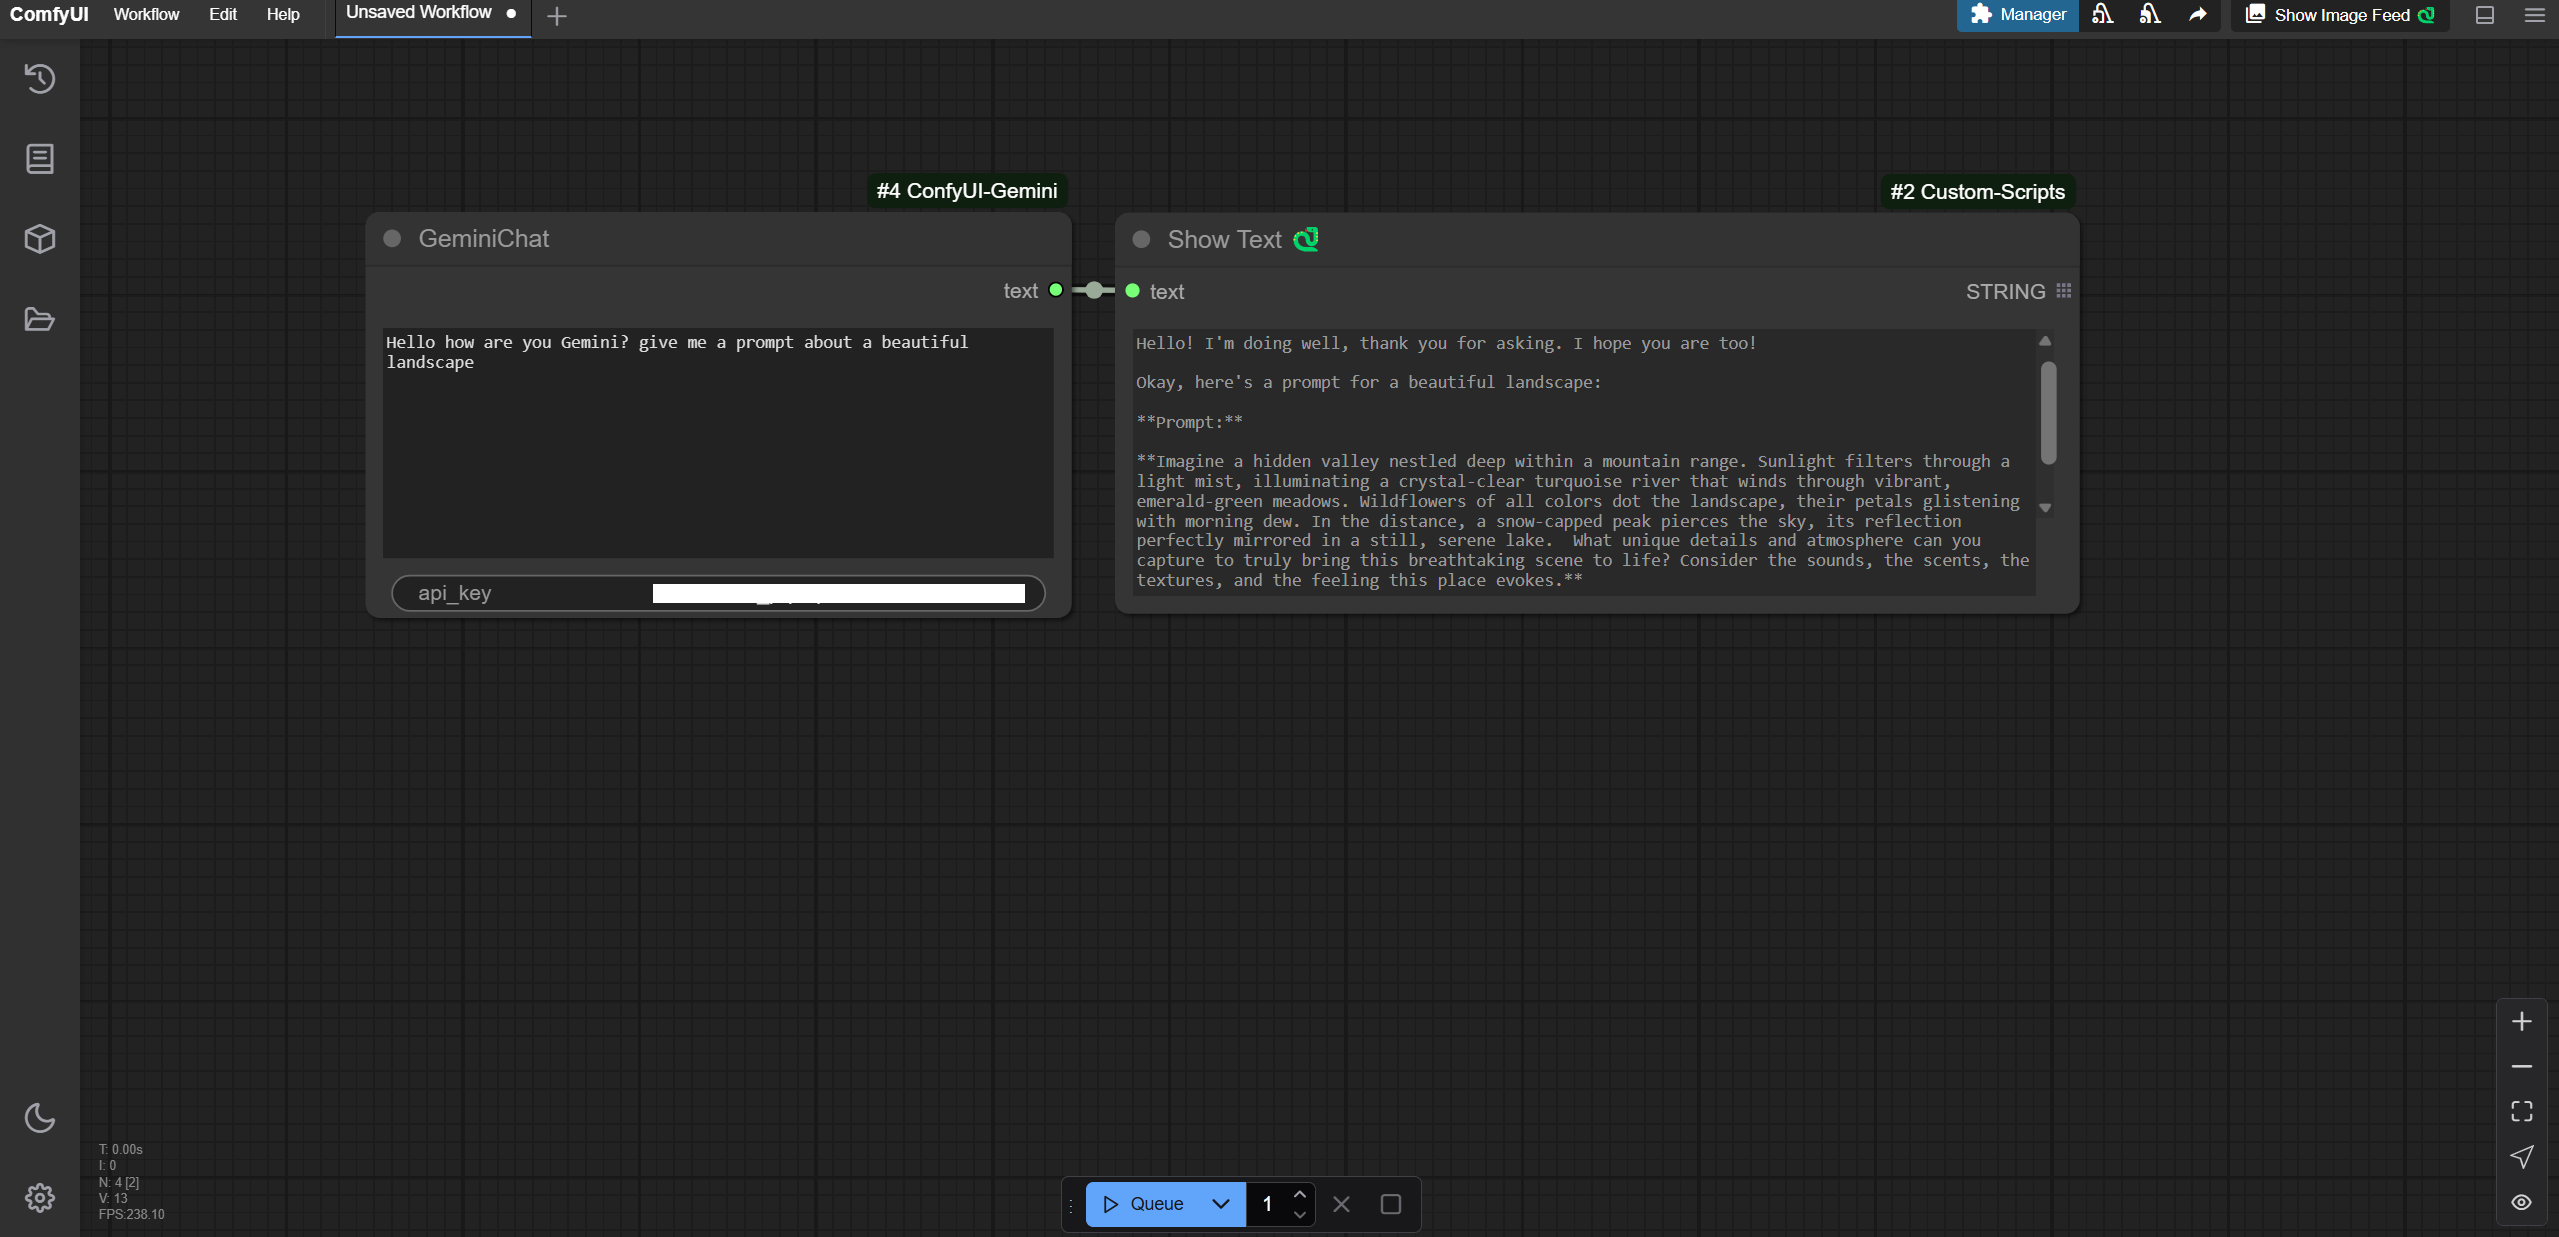 ComfyUI Workflow Edit Help Unsaved Workflow Manager Show Image Feed
#4 ConfyUI-Gemini
GeminiChat
text
Hello how are you Gemini? give me a prompt about a beautiful
landscape
api_key
#2 Custom-Scripts
Show Text
text STRING
Hello! I'm doing well, thank you for asking. I hope you are too!
Okay, here's a prompt for a beautiful landscape:
**Prompt:**
**Imagine a hidden valley nestled deep within a mountain range. Sunlight filters through a
light mist, illuminating a crystal-clear turquoise river that winds through vibrant,
emerald-green meadows. Wildflowers of all colors dot the landscape, their petals glistening
with morning dew. In the distance, a snow-capped peak pierces the sky, its reflection
perfectly mirrored in a still, serene lake.  What unique details and atmosphere can you
capture to truly bring this breathtaking scene to life? Consider the sounds, the scents, the
textures, and the feeling this place evokes.**
T: 0.00s
I: 0
N: 4 [2]
V: 13
FPS:238.10
Queue 1